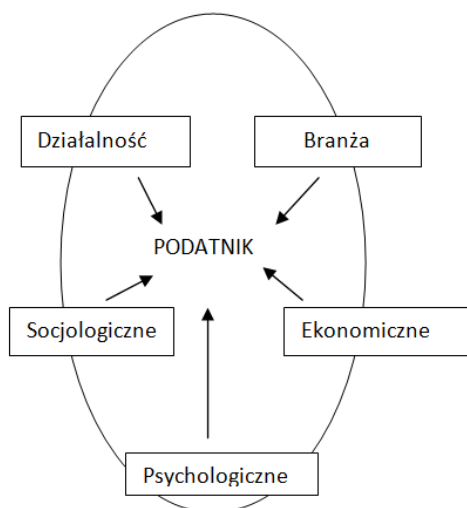 Działalność
Branża
PODATNIK
Socjologiczne
Ekonomiczne
Psychologiczne